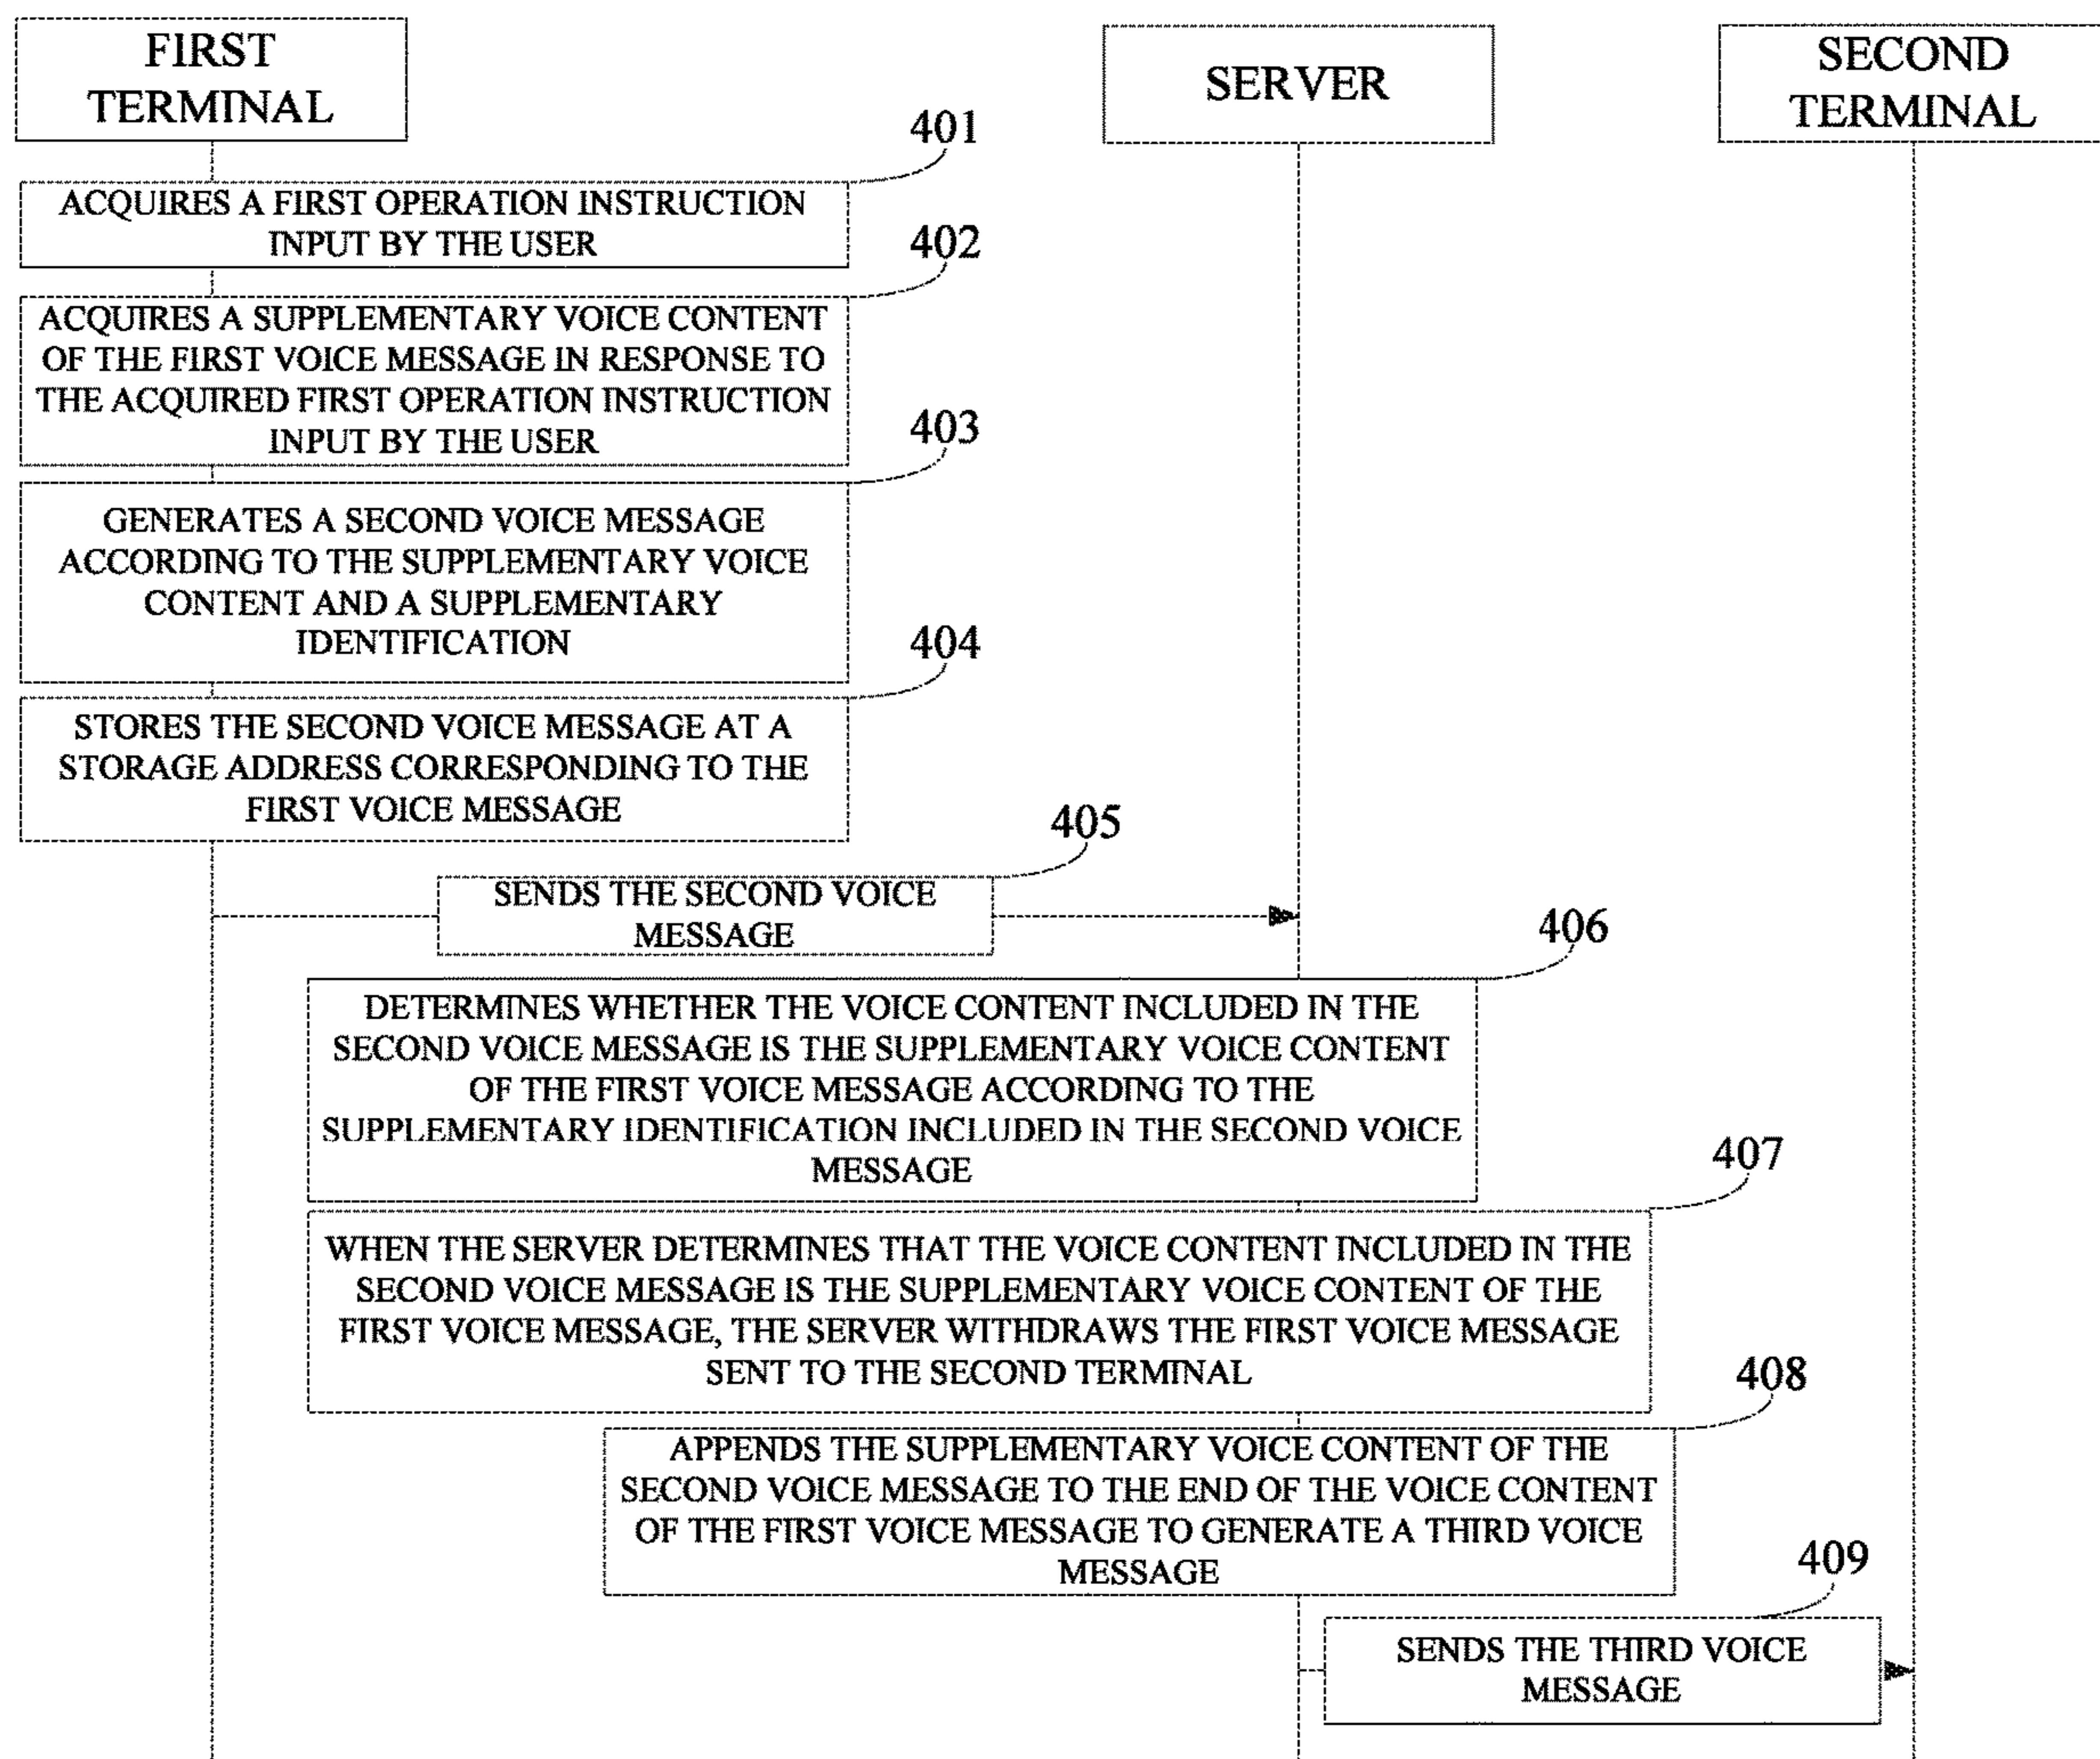 FIRST
TERMINAL
SERVER
SECOND
TERMINAL
401
ACQUIRES A FIRST OPERATION INSTRUCTION
INPUT BY THE USER
402
ACQUIRES A SUPPLEMENTARY VOICE CONTENT
OF THE FIRST VOICE MESSAGE IN RESPONSE TO
THE ACQUIRED FIRST OPERATION INSTRUCTION
INPUT BY THE USER
403
GENERATES A SECOND VOICE MESSAGE
ACCORDING TO THE SUPPLEMENTARY VOICE
CONTENT AND A SUPPLEMENTARY
IDENTIFICATION
404
STORES THE SECOND VOICE MESSAGE AT A
STORAGE ADDRESS CORRESPONDING TO THE
FIRST VOICE MESSAGE
405
SENDS THE SECOND VOICE
MESSAGE
406
DETERMINES WHETHER THE VOICE CONTENT INCLUDED IN THE
SECOND VOICE MESSAGE IS THE SUPPLEMENTARY VOICE CONTENT
OF THE FIRST VOICE MESSAGE ACCORDING TO THE
SUPPLEMENTARY IDENTIFICATION INCLUDED IN THE SECOND VOICE
MESSAGE
407
WHEN THE SERVER DETERMINES THAT THE VOICE CONTENT INCLUDED IN THE
SECOND VOICE MESSAGE IS THE SUPPLEMENTARY VOICE CONTENT OF THE
FIRST VOICE MESSAGE, THE SERVER WITHDRAWS THE FIRST VOICE MESSAGE
SENT TO THE SECOND TERMINAL
408
APPENDS THE SUPPLEMENTARY VOICE CONTENT OF THE
SECOND VOICE MESSAGE TO THE END OF THE VOICE CONTENT
OF THE FIRST VOICE MESSAGE TO GENERATE A THIRD VOICE
MESSAGE
409
SENDS THE THIRD VOICE
MESSAGE